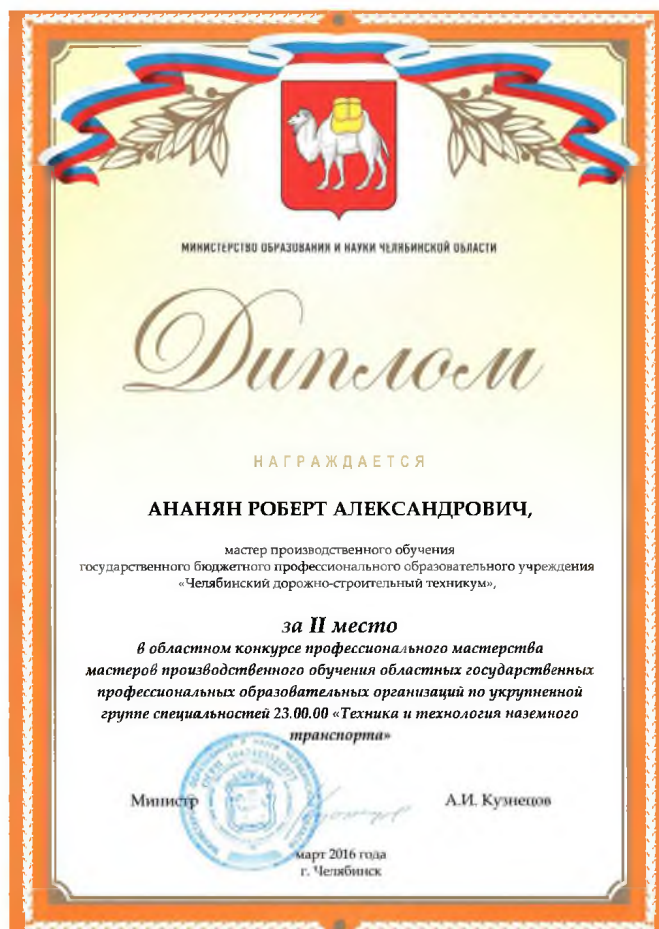 МИНИСТЕРСТВО ОБРАЗОВАНИЯ И НАУКИ ЧЕЛЯБИНСКОЙ ОБЛАСТИ
Диплом
НАГРАЖДАЕТСЯ
АНАНЯН РОБЕРТ АЛЕКСАНДРОВИЧ,
мастер производственного обучения
государственного бюджетного профессионального образовательного учреждения
«Челябинский дорожно-строительный техникум»,
за II место
в областном конкурсе профессионального мастерства
мастеров производственного обучения областных государственных
профессиональных образовательных организаций по укрупненной
группе специальностей 23.00.00 «Техника и технология наземного
транспорта»
Министр
А.И. Кузнецов
март 2016 года
г. Челябинск